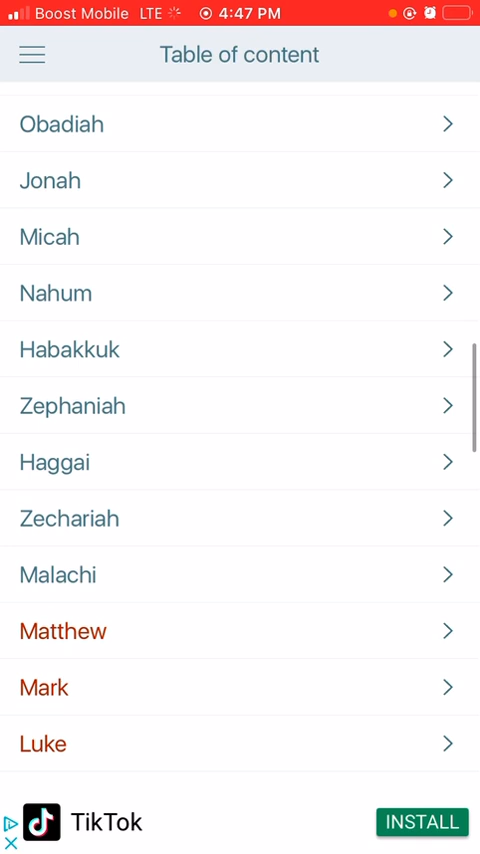 Boost Mobile LTE 4:47 PM
Table of content
Obadiah
Jonah
Micah
Nahum
Habakkuk
Zephaniah
Haggai
Zechariah
Malachi
Matthew
Mark
Luke
TikTok
INSTALL